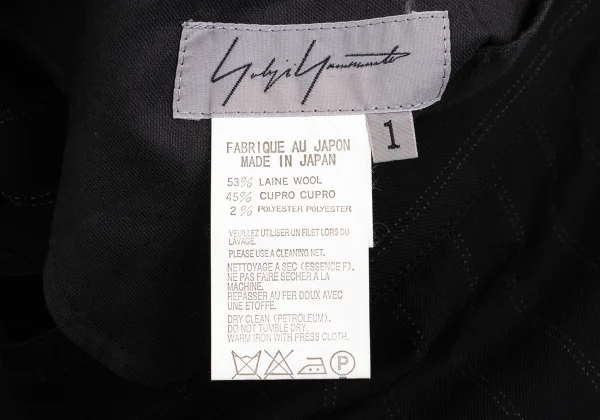 Yohji Yamamoto
1
FABRIQUE AU JAPON
MADE IN JAPAN
53% LAINE WOOL
45% CUPRO CUPRO
2% POLYESTER POLYESTER
VEUILLEZ UTILISER UN FILET LORS DU
LAVAGE.
PLEASE USE A CLEANING NET.
NETTOYAGE A SEC (ESSENCE F).
NE PAS FAIRE SECHER A LA
MACHINE.
REPASSER AU FER DOUX AVEC
UNE ETOFFE.
DRY CLEAN (PETROLEUM).
DO NOT TUMBLE DRY.
WARM IRON WITH PRESS CLOTH.
P